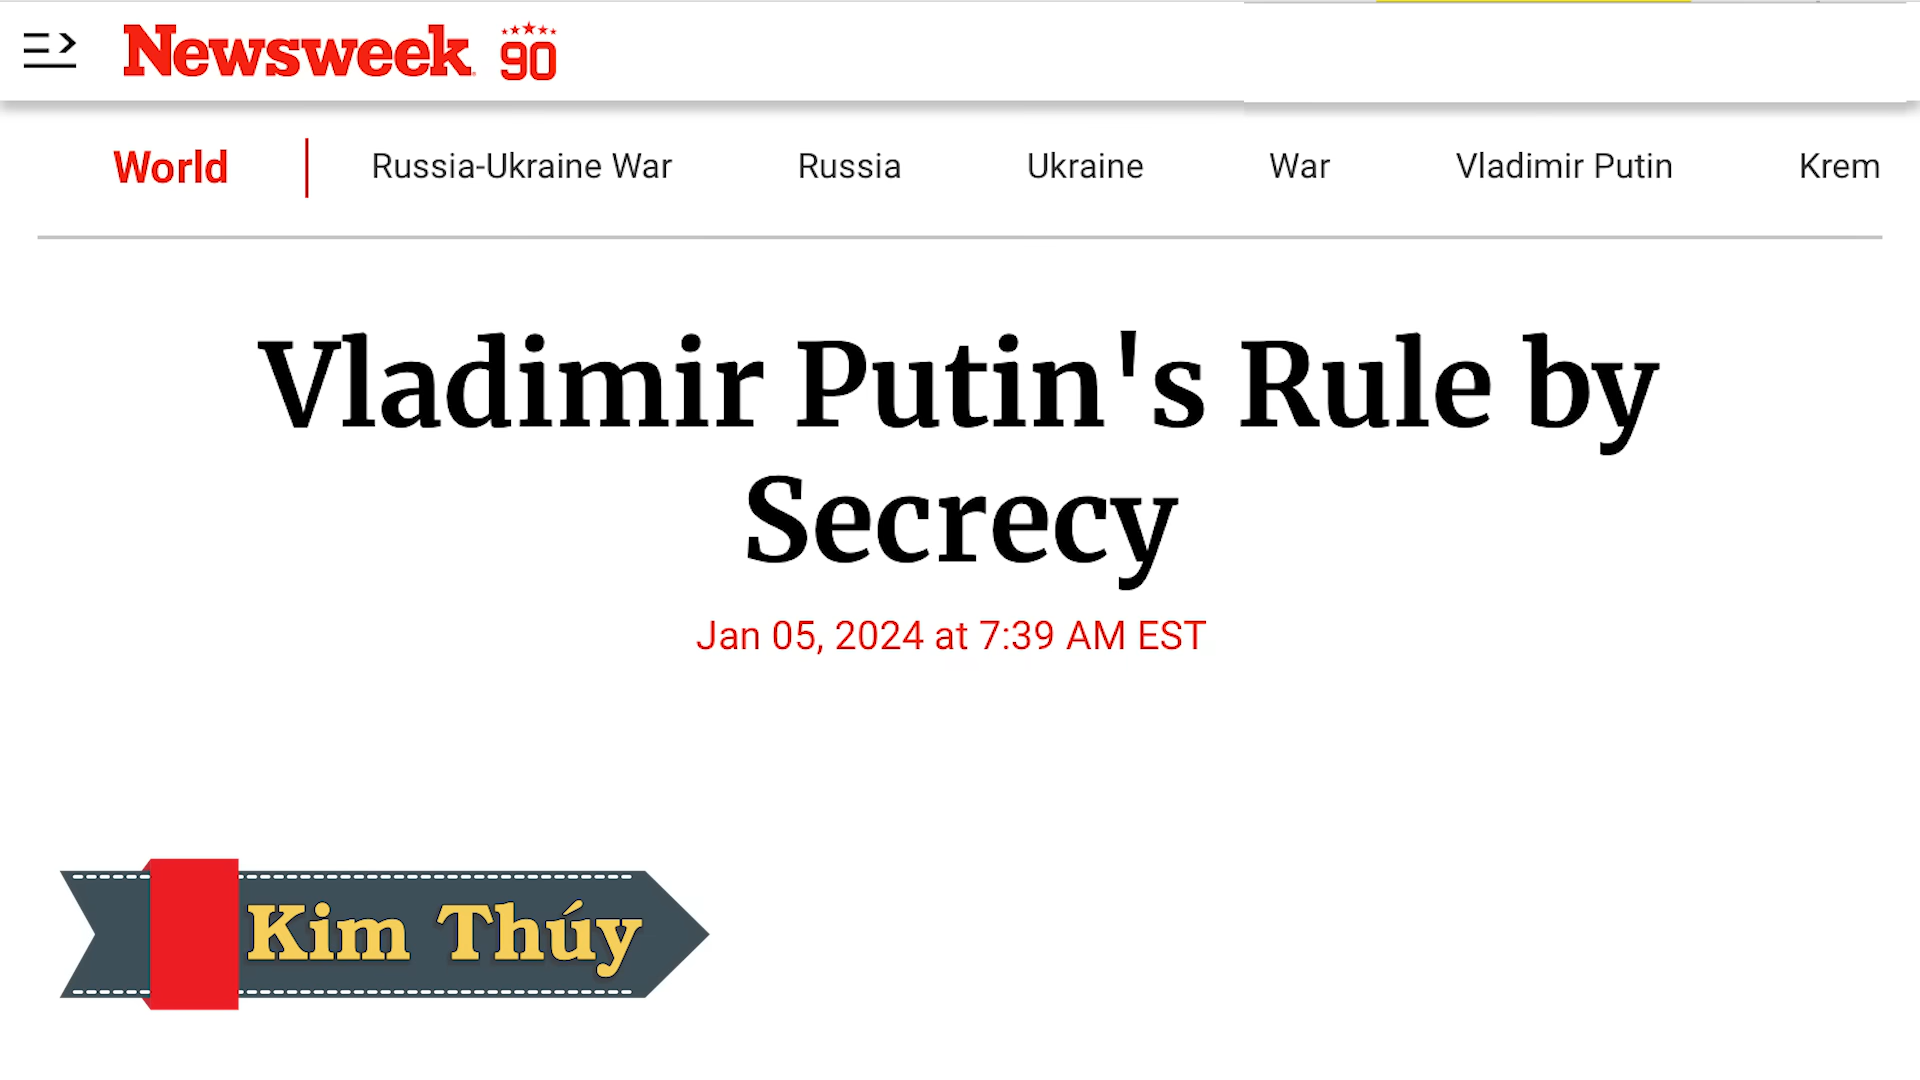 Newsweek 90
World Russia-Ukraine War Russia Ukraine War Vladimir Putin Krem
Vladimir Putin's Rule by
Secrecy
Jan 05, 2024 at 7:39 AM EST
Kim Thúy